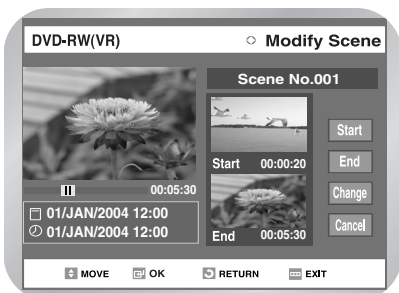 DVD-RW(VR)
Modify Scene
Scene No.001
Start 00:00:20
End 00:05:30
00:05:30
01/JAN/2004 12:00
01/JAN/2004 12:00
Start
End
Change
Cancel
MOVE OK RETURN EXIT